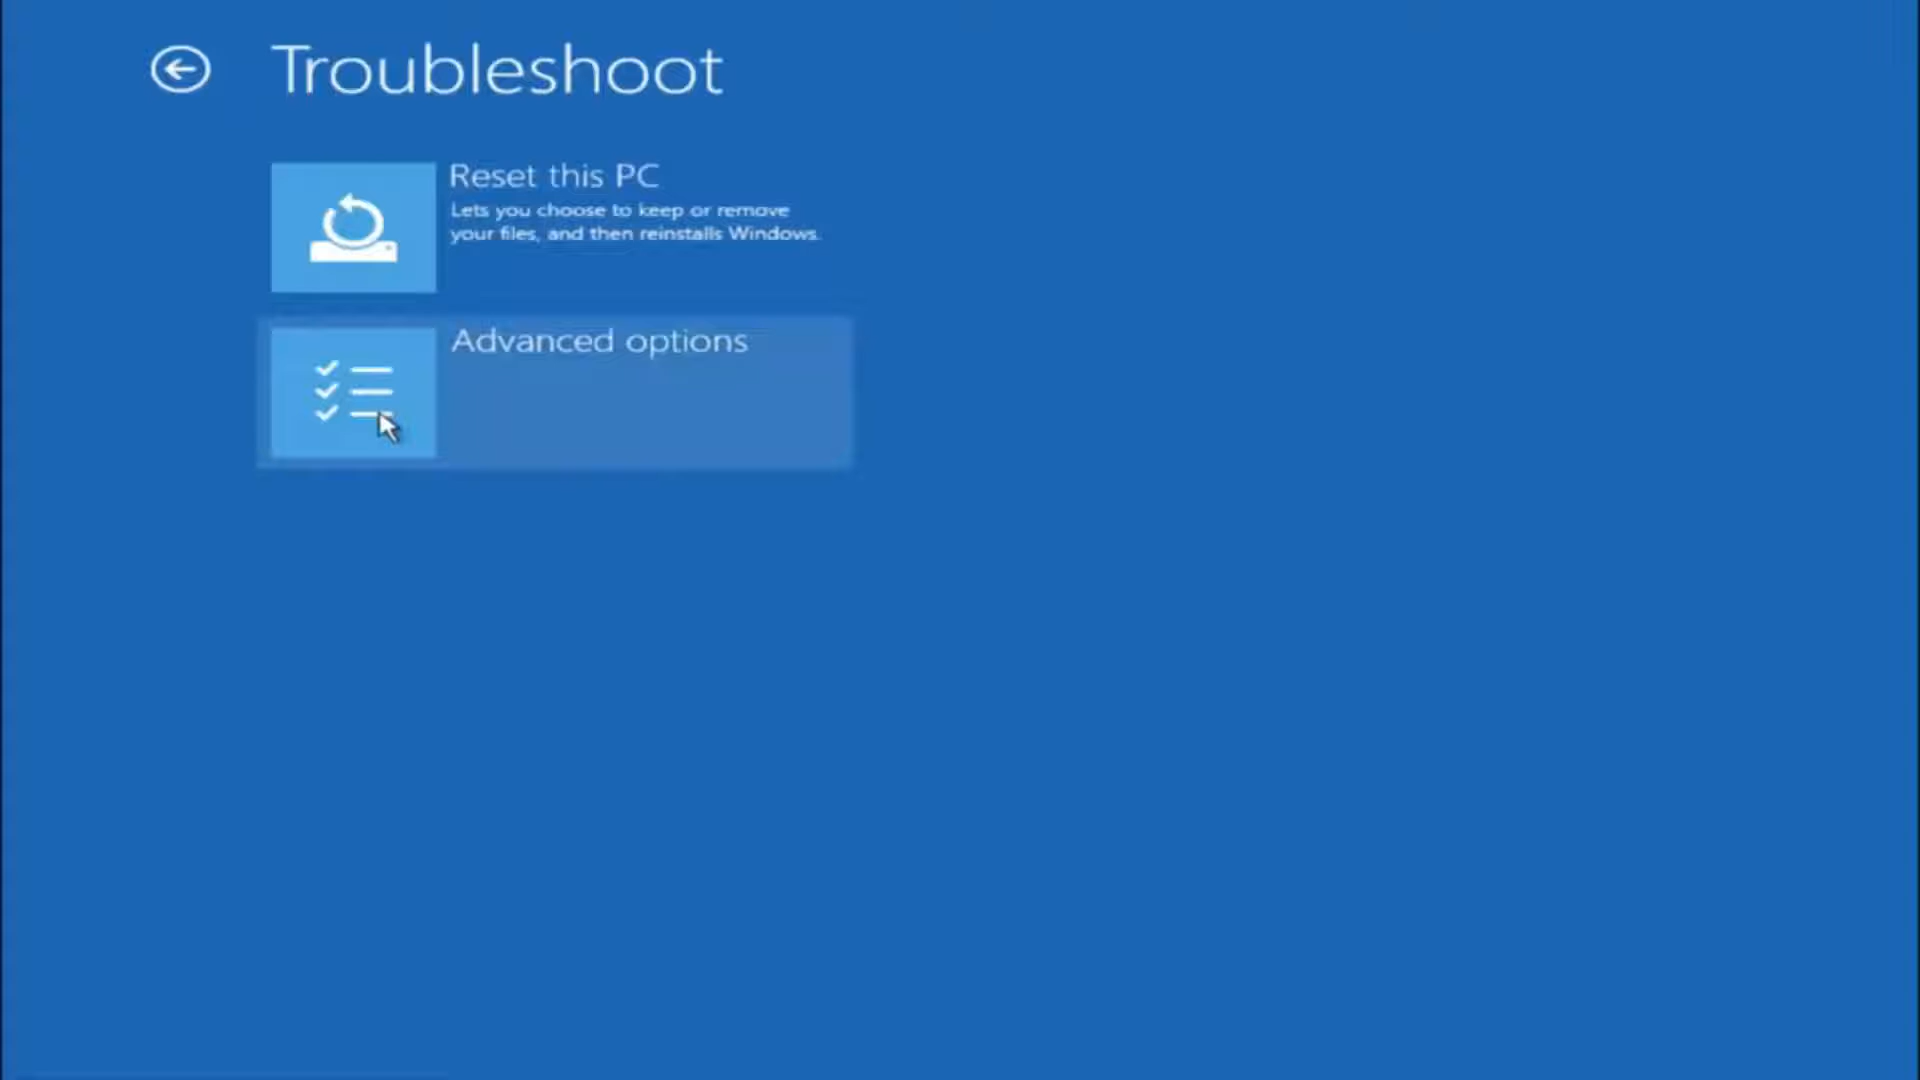 Troubleshoot
Reset this PC
Lets you choose to keep or remove
your files, and then reinstalls Windows.
Advanced options